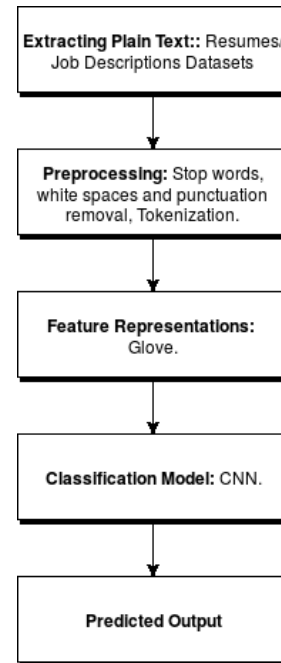 Extracting Plain Text:: Resumes/
Job Descriptions Datasets
Preprocessing: Stop words,
white spaces and punctuation
removal, Tokenization.
Feature Representations:
Glove.
Classification Model: CNN.
Predicted Output